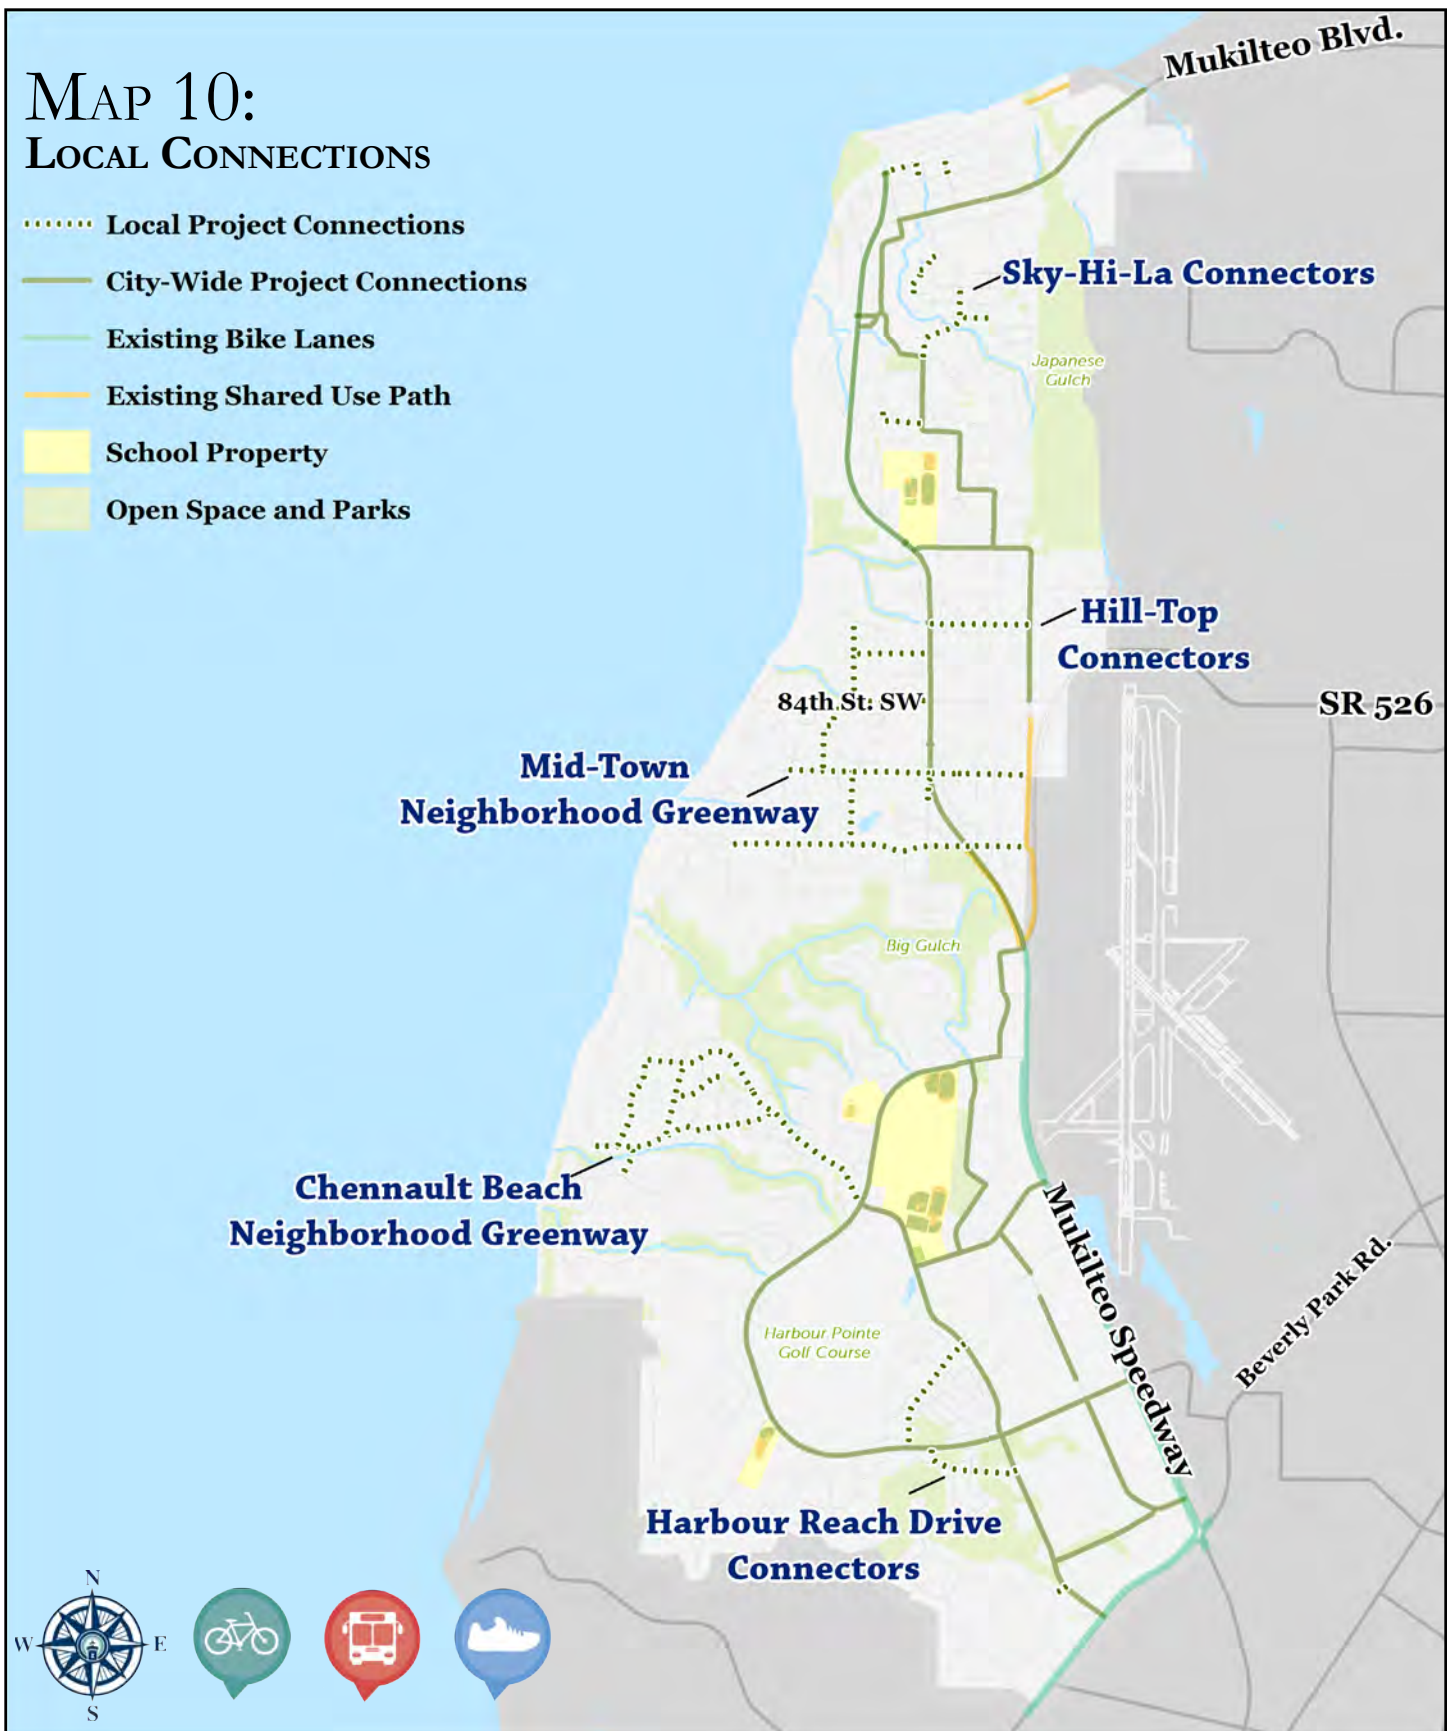 Mukilteo Blvd.
MAP 10:
LOCAL CONNECTIONS
Local Project Connections
City-Wide Project Connections
Existing Bike Lanes
Existing Shared Use Path
School Property
Open Space and Parks
Sky-Hi-La Connectors
Japanese
Gulch
Hill-Top
Connectors
84th St. SW
SR 526
Mid-Town
Neighborhood Greenway
Big Gulch
Chennault Beach
Neighborhood Greenway
Mukilteo Speedway
Beverly Park Rd.
Harbour Pointe
Golf Course
Harbour Reach Drive
Connectors
N
W
E
S